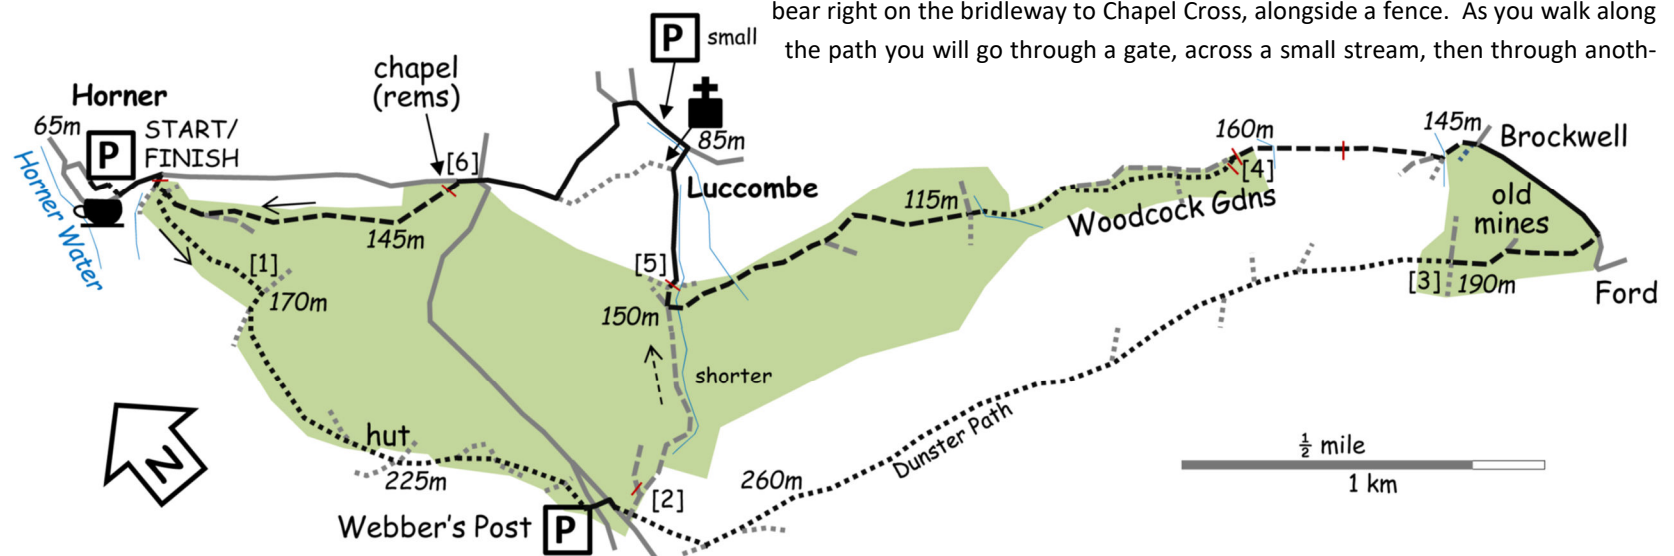 bear right on the bridleway to Chapel Cross, alongside a fence.  As you walk along
the path you will go through a gate, across a small stream, then through anoth-
P small
chapel
(rems)
Horner
65m
P
START/
FINISH
85m
[6]
Horner Water
Luccombe
160m
145m
Brockwell
[4]
115m
Woodcock Gdns
old
mines
145m
[1]
170m
[5]
150m
[3] 190m
Ford
shorter
N
hut
225m
Dunster Path
½ mile
1 km
[2]
260m
Webber's Post P